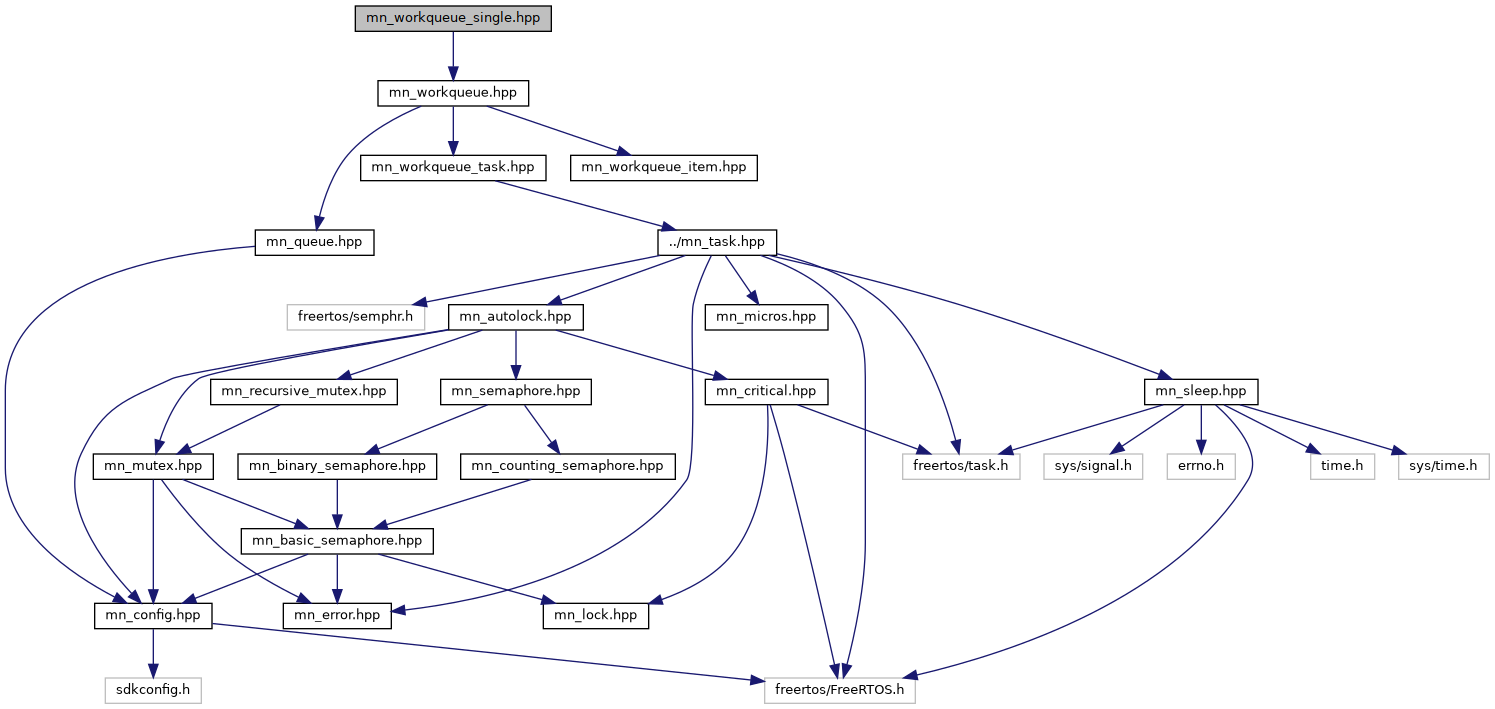 mn_workqueue_single.hpp
mn_workqueue.hpp
mn_workqueue_task.hpp
mn_workqueue_item.hpp
mn_queue.hpp
../mn_task.hpp
freertos/semphr.h
mn_autolock.hpp
mn_micros.hpp
mn_recursive_mutex.hpp
mn_semaphore.hpp
mn_critical.hpp
mn_sleep.hpp
mn_mutex.hpp
mn_binary_semaphore.hpp
mn_counting_semaphore.hpp
freertos/task.h
sys/signal.h
errno.h
time.h
sys/time.h
mn_basic_semaphore.hpp
mn_config.hpp
mn_error.hpp
mn_lock.hpp
sdkconfig.h
freertos/FreeRTOS.h